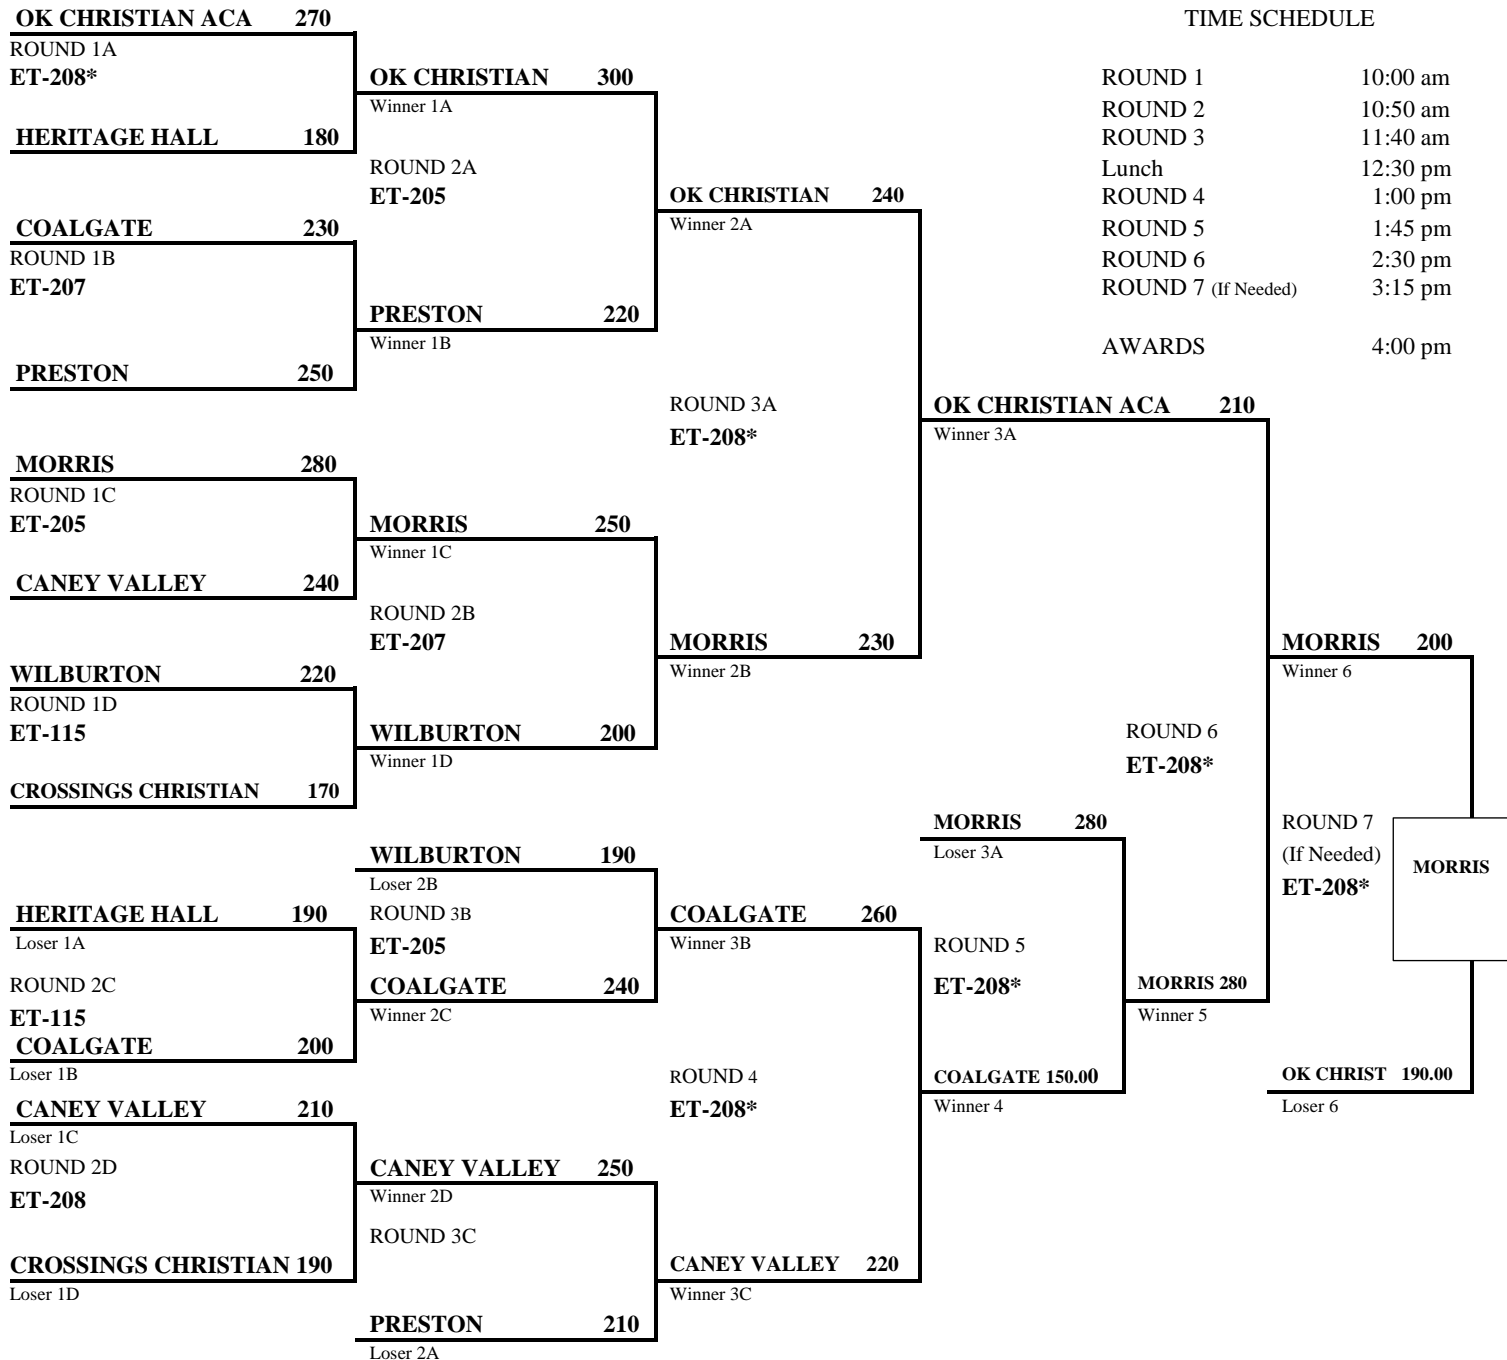 OK CHRISTIAN ACA 270
ROUND 1A
ET-208*
HERITAGE HALL 180
COALGATE 230
ROUND 1B
ET-207
PRESTON 250
MORRIS 280
ROUND 1C
ET-205
CANEY VALLEY 240
WILBURTON 220
ROUND 1D
ET-115
CROSSINGS CHRISTIAN 170
HERITAGE HALL 190
Loser 1A
ROUND 2C
ET-115
COALGATE 200
Loser 1B
CANEY VALLEY 210
Loser 1C
ROUND 2D
ET-208
CROSSINGS CHRISTIAN 190
Loser 1D
OK CHRISTIAN 300
Winner 1A
ROUND 2A
ET-205
PRESTON 220
Winner 1B
MORRIS 250
Winner 1C
ROUND 2B
ET-207
WILBURTON 200
Winner 1D
WILBURTON 190
Loser 2B
ROUND 3B
ET-205
COALGATE 240
Winner 2C
CANEY VALLEY 250
Winner 2D
ROUND 3C
PRESTON 210
Loser 2A
OK CHRISTIAN 240
Winner 2A
ROUND 3A
ET-208*
MORRIS 230
Winner 2B
COALGATE 260
Winner 3B
ROUND 4
ET-208*
CANEY VALLEY 220
Winner 3C
OK CHRISTIAN ACA 210
Winner 3A
MORRIS 280
Loser 3A
ROUND 5
ET-208*
COALGATE 150.00
Winner 4
ROUND 6
ET-208*
MORRIS 280
Winner 5
MORRIS 200
Winner 6
ROUND 7
(If Needed)
ET-208*
OK CHRIST 190.00
Loser 6
MORRIS
TIME SCHEDULE
ROUND 1 10:00 am
ROUND 2 10:50 am
ROUND 3 11:40 am
Lunch 12:30 pm
ROUND 4 1:00 pm
ROUND 5 1:45 pm
ROUND 6 2:30 pm
ROUND 7 (If Needed) 3:15 pm
AWARDS 4:00 pm